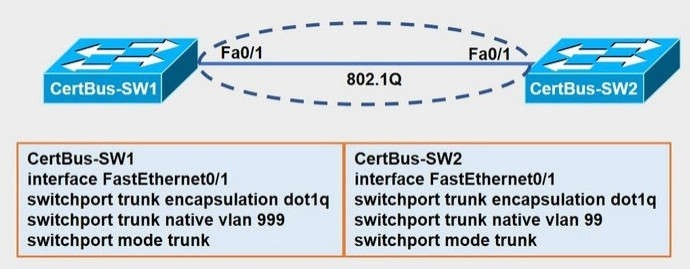 Fa0/1
Fa0/1
802.1Q
CertBus-SW1
CertBus-SW2
CertBus-SW1
interface FastEthernet0/1
switchport trunk encapsulation dot1q
switchport trunk native vlan 999
switchport mode trunk
CertBus-SW2
interface FastEthernet0/1
switchport trunk encapsulation dot1q
switchport trunk native vlan 99
switchport mode trunk